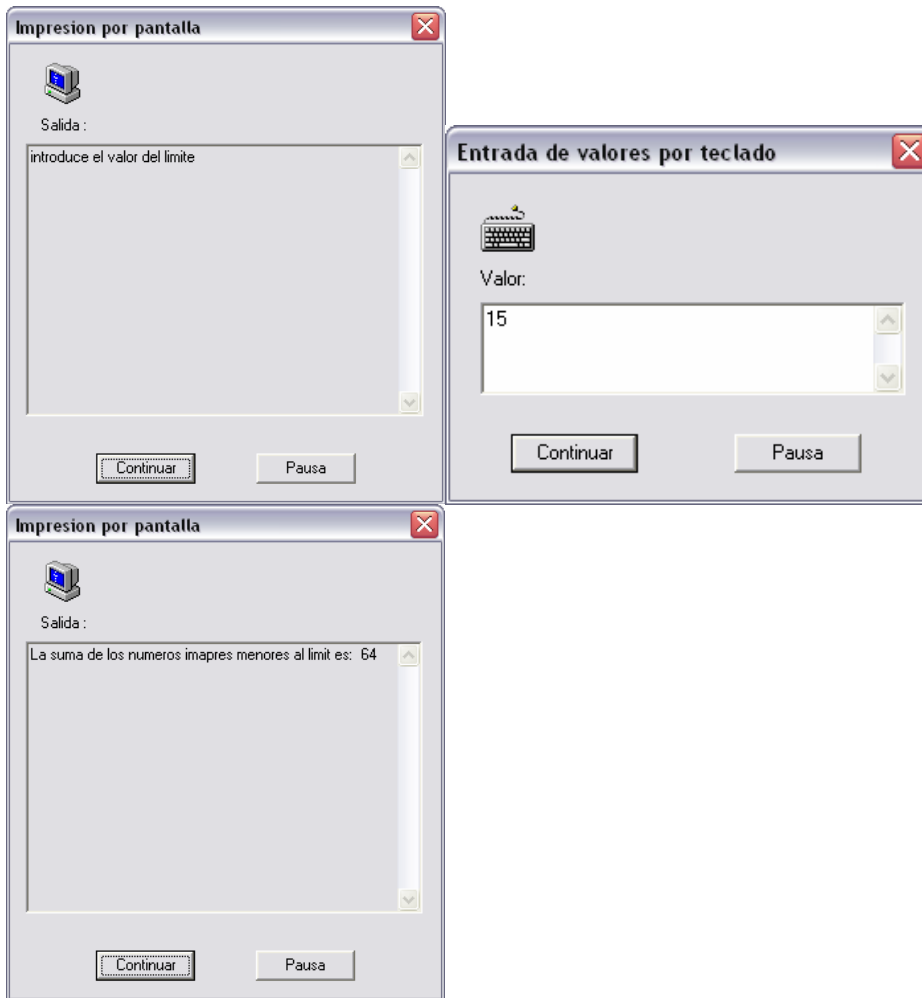 Impresion por pantalla
Salida :
introduce el valor del limite
Continuar
Pausa
Entrada de valores por teclado
Valor:
15
Continuar
Pausa
Impresion por pantalla
Salida :
La suma de los numeros imapres menores al limit es: 64
Continuar
Pausa